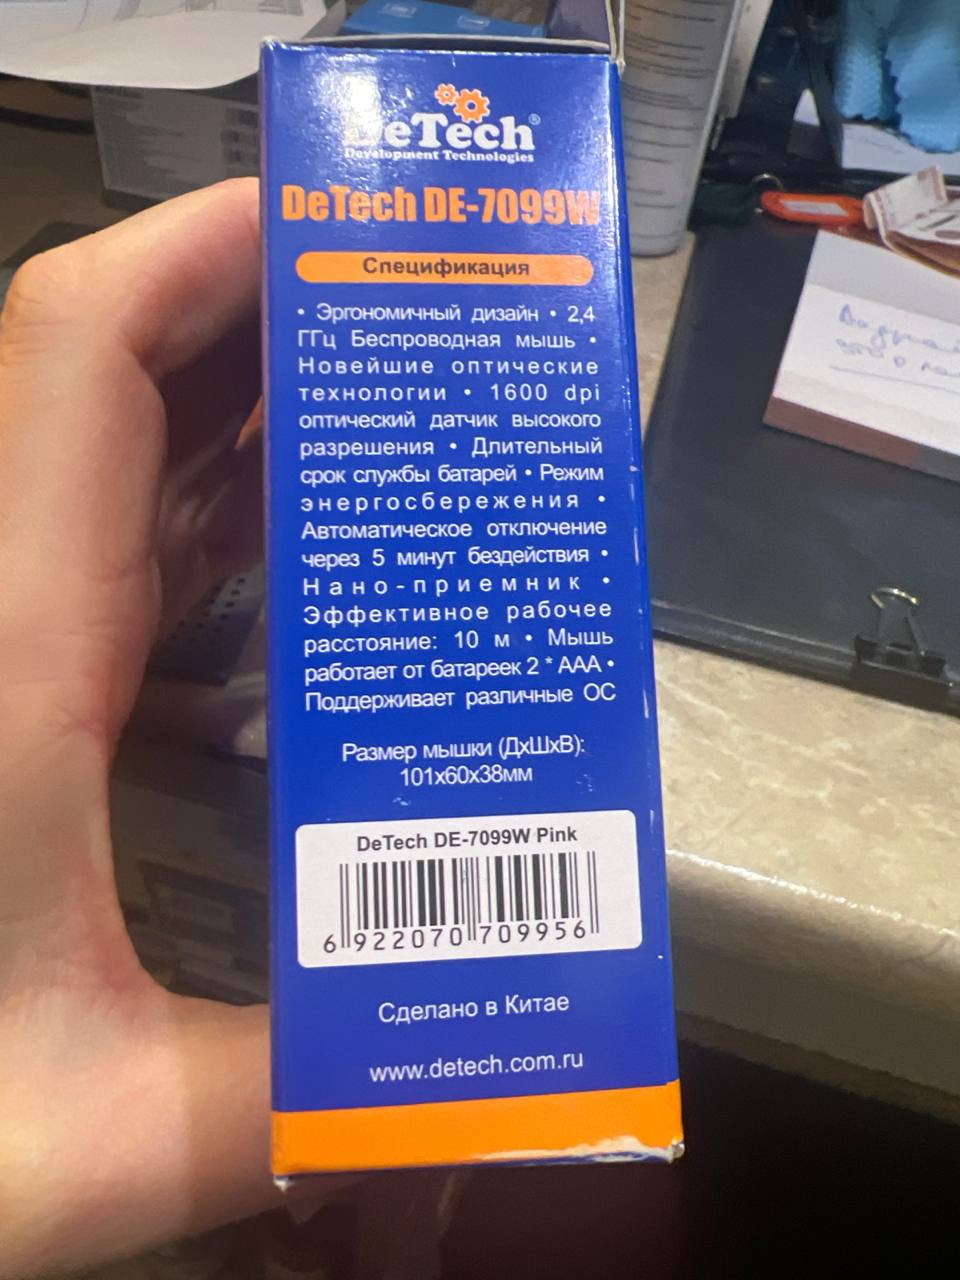 DeTech®
Development Technologies
DeTech DE-7099W
Спецификация
• Эргономичный дизайн • 2,4
ГГц Беспроводная мышь •
Новейшие оптические
технологии • 1600 dpi
оптический датчик высокого
разрешения • Длительный
срок службы батарей • Режим
энергосбережения •
Автоматическое отключение
через 5 минут бездействия •
Нано-приемник •
Эффективное рабочее
расстояние: 10 м • Мышь
работает от батареек 2 * ААА •
Поддерживает различные ОС
Размер мышки (ДхШхВ):
101х60х38мм
DeTech DE-7099W Pink
6 922070 709956
Сделано в Китае
www.detech.com.ru